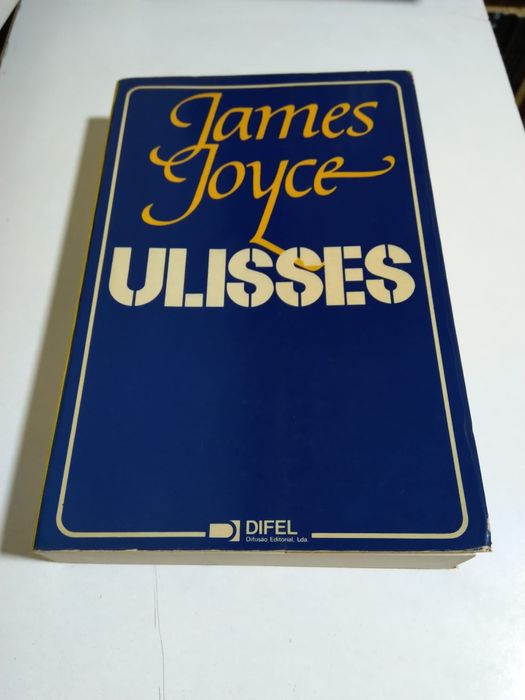 James
Joyce
ULISSES
DIFEL
Difusão Editorial, Lda.